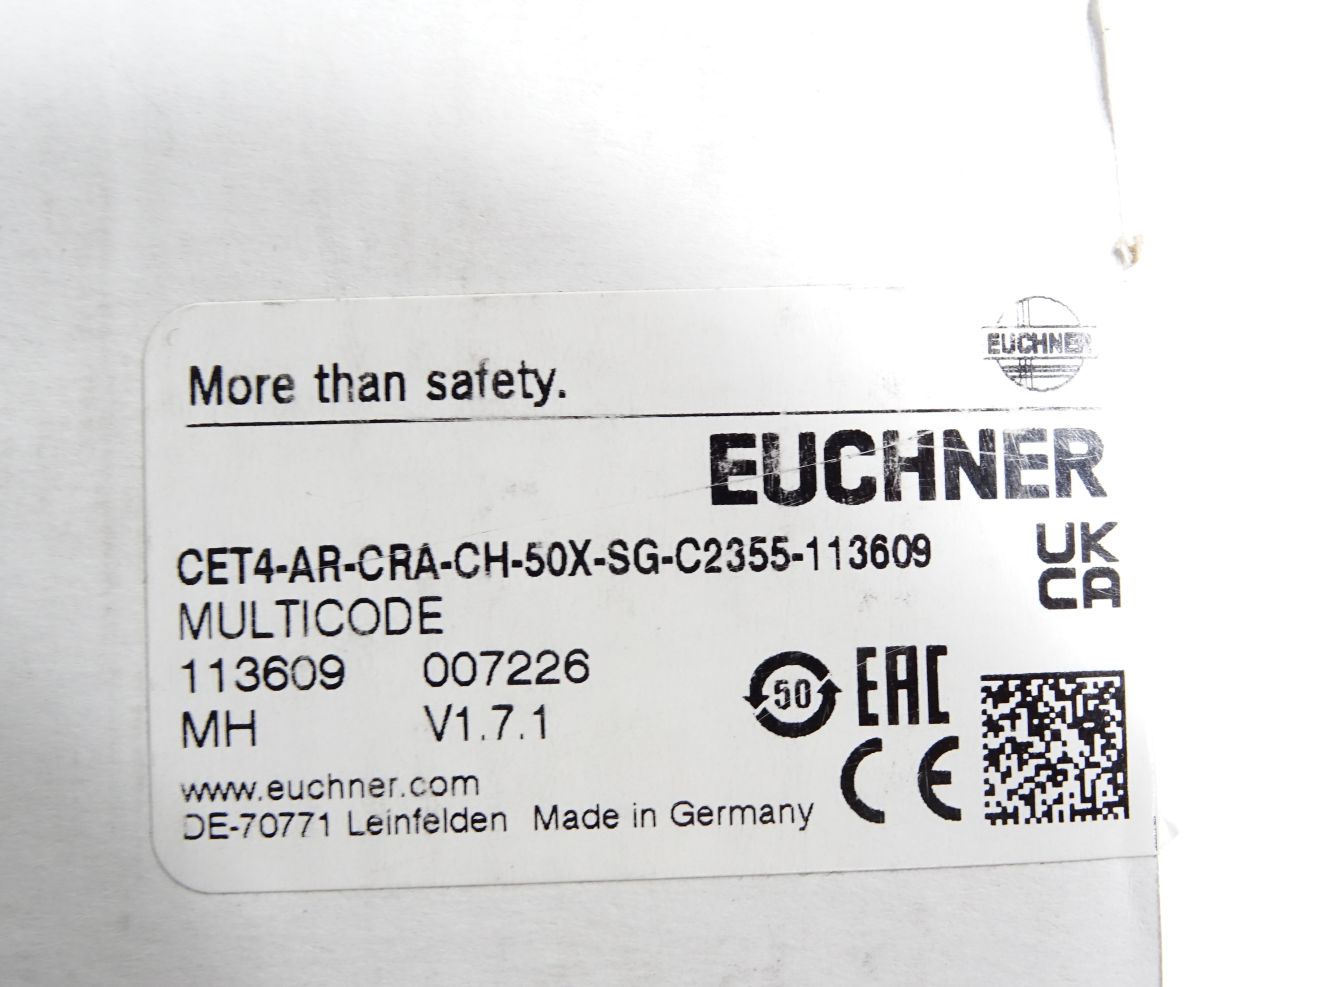 EUCHNER
More than safety.
EUCHNER
CET4-AR-CRA-CH-50X-SG-C2355-113609
UK
CA
MULTICODE
113609 007226
50
EAC
MH V1.7.1
CE
www.euchner.com
DE-70771 Leinfelden Made in Germany